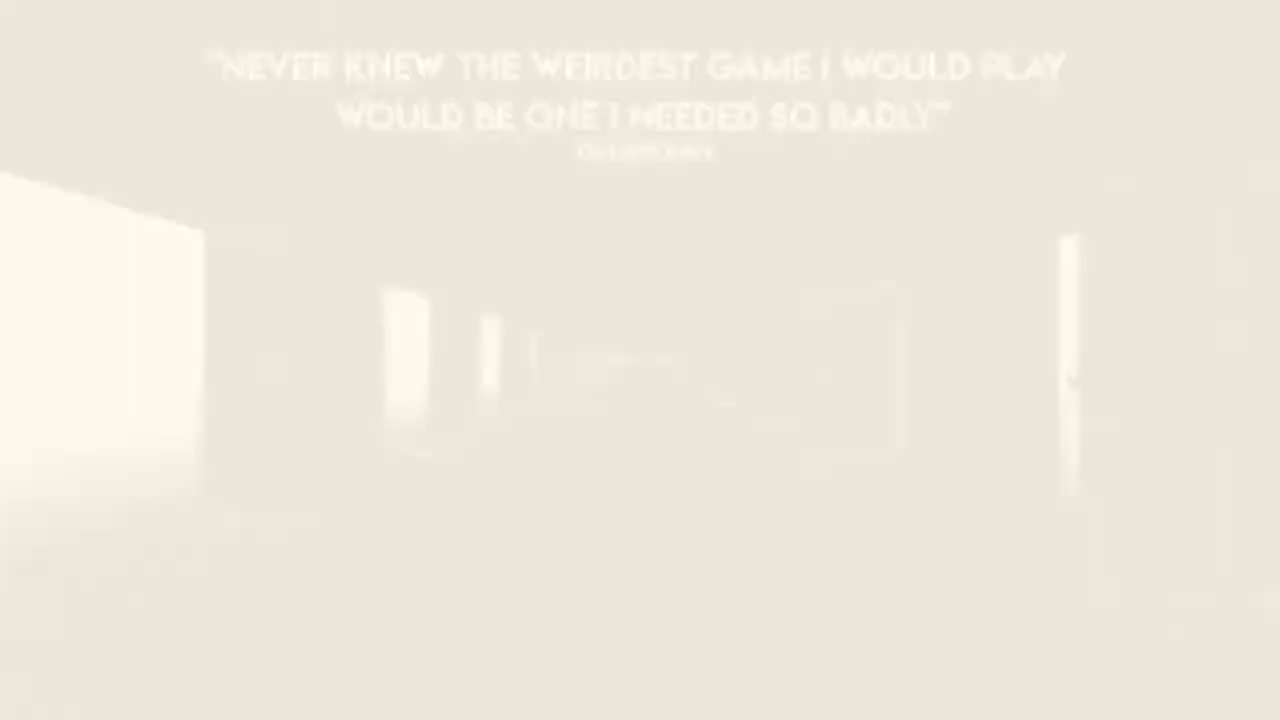 "NEVER KNEW THE WEIRDEST GAME I WOULD PLAY
WOULD BE ONE I NEEDED SO BADLY"